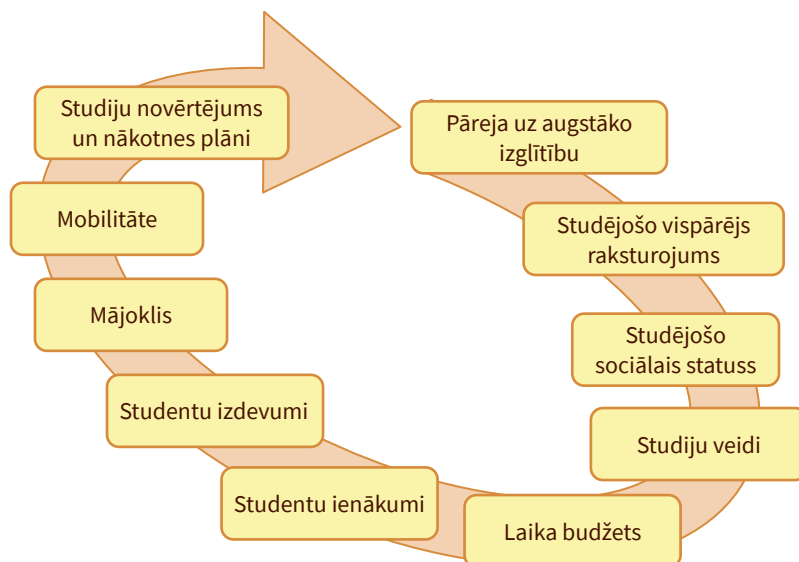 Pāreja uz augstāko
izglītību
Studējošo vispārējs
raksturojums
Studējošo
sociālais statuss
Studiju veidi
Laika budžets
Studentu ienākumi
Studentu izdevumi
Mājoklis
Mobilitāte
Studiju novērtējums
un nākotnes plāni